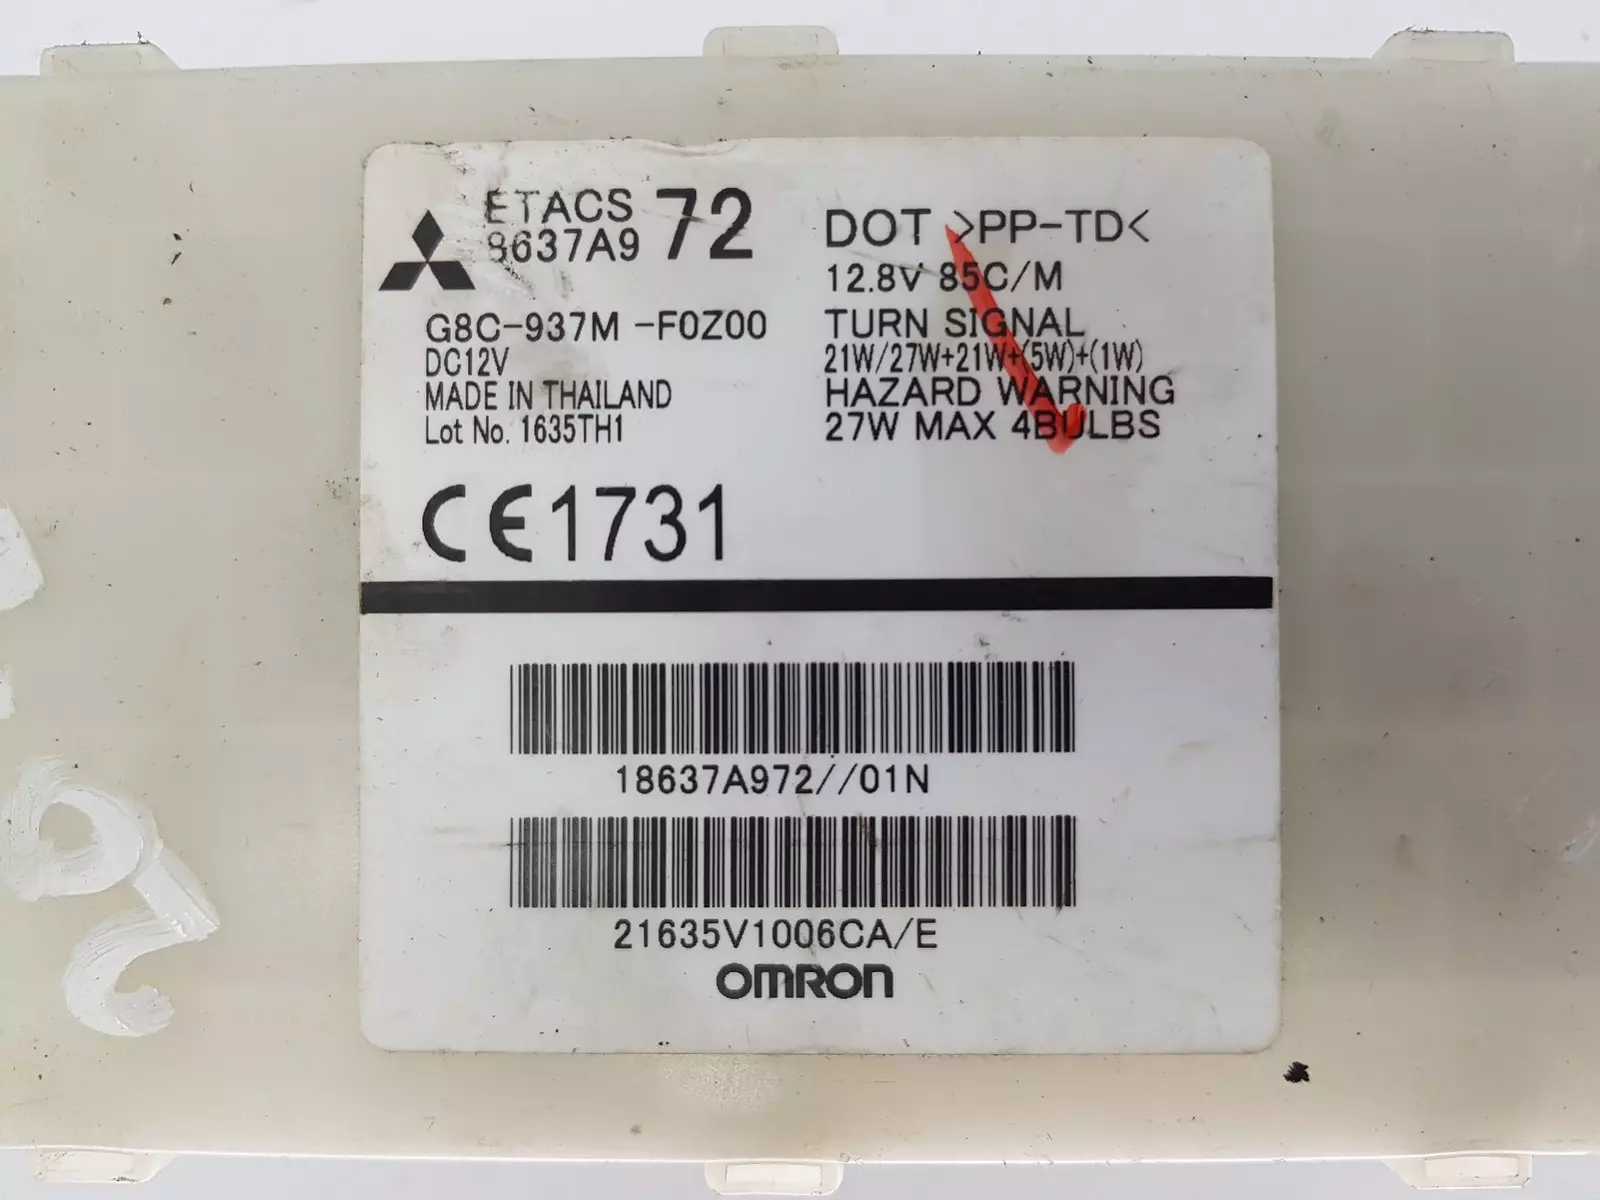 ETACS 72
8637A9
G8C-937M -F0Z00
DC12V
MADE IN THAILAND
Lot No. 1635TH1
CE1731
DOT >PP-TD<
12.8V 85C/M
TURN SIGNAL
21W/27W+21W+(5W)+(1W)
HAZARD WARNING
27W MAX 4BULBS
18637A972//01N
21635V1006CA/E
OMRON